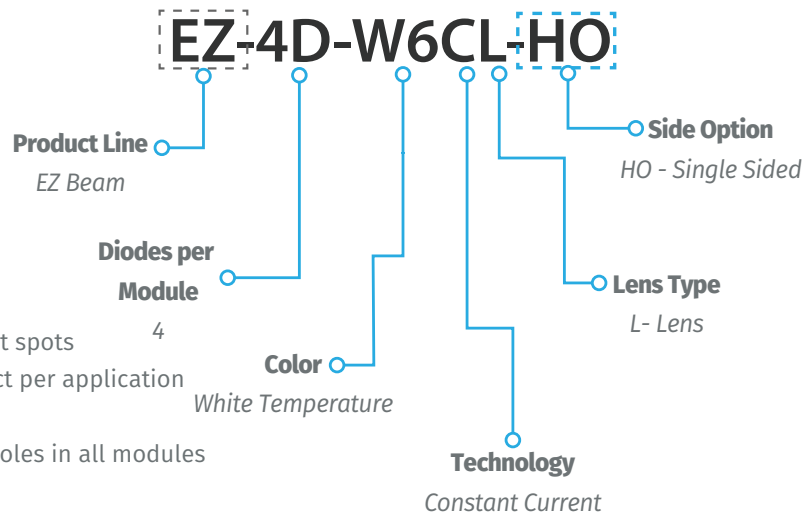 EZ-4D-W6CL-HO
Product Line
EZ Beam
Side Option
HO - Single Sided
Diodes per
Module
4
Lens Type
L- Lens
t spots
ct per application
oles in all modules
Color
White Temperature
Technology
Constant Current